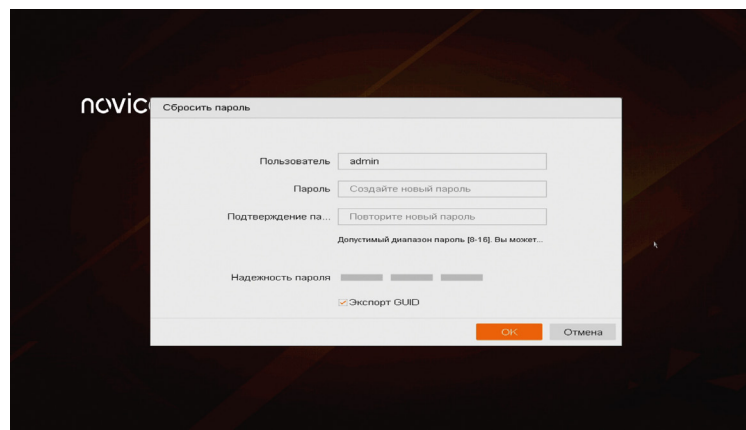 novic
Сбросить пароль
Пользователь admin
Пароль Создайте новый пароль
Подтверждение па... Повторите новый пароль
Допустимый диапазон пароль [8-16]. Вы может...
Надежность пароля
Экспорт GUID
OK Отмена